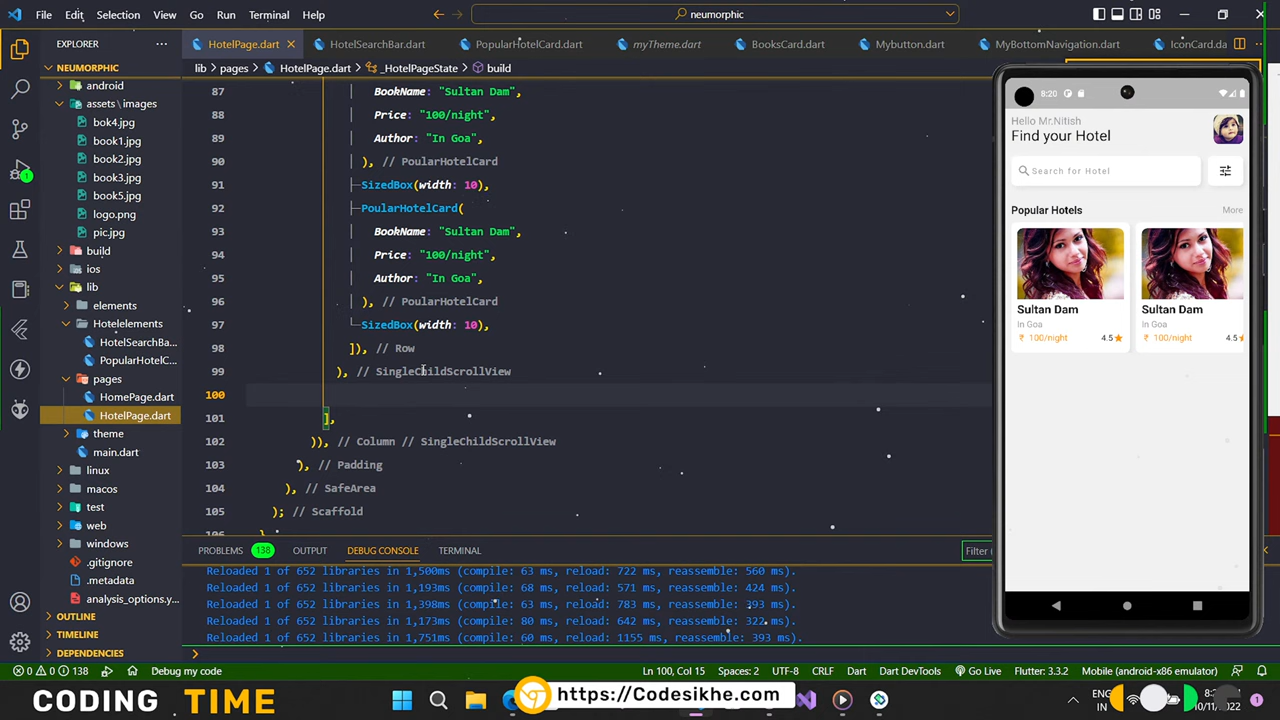 File Edit Selection View Go Run Terminal Help
neumorphic
EXPLORER
HotelPage.dart
HotelSearchBar.dart
PopularHotelCard.dart
myTheme.dart
BooksCard.dart
Mybutton.dart
MyBottomNavigation.dart
IconCard.da
lib > pages > HotelPage.dart > _HotelPageState > build
NEUMORPHIC
android
assets \ images
bok4.jpg
book1.jpg
book2.jpg
book3.jpg
book5.jpg
logo.png
pic.jpg
build
ios
lib
elements
Hotelelements
HotelSearchBa...
PopularHotelC...
pages
HomePage.dart
HotelPage.dart
theme
main.dart
linux
macos
test
web
windows
.gitignore
.metadata
analysis_options.y...
OUTLINE
TIMELINE
DEPENDENCIES
87 BookName: "Sultan Dam",
88 Price: "100/night",
89 Author: "In Goa",
90 ), // PoularHotelCard
91 SizedBox(width: 10),
92 PoularHotelCard(
93 BookName: "Sultan Dam",
94 Price: "100/night",
95 Author: "In Goa",
96 ), // PoularHotelCard
97 SizedBox(width: 10),
98 ]), // Row
99 ), // SingleChildScrollView
100
101 ],
102 )), // Column // SingleChildScrollView
103 ), // Padding
104 ), // SafeArea
105 ); // Scaffold
8:20
Hello Mr.Nitish
Find your Hotel
Search for Hotel
Popular Hotels More
Sultan Dam Sultan Dam
In Goa In Goa
₹ 100/night 4.5 ₹ 100/night 4.5
PROBLEMS 138 OUTPUT DEBUG CONSOLE TERMINAL
Filter
Reloaded 1 of 652 libraries in 1,500ms (compile: 63 ms, reload: 722 ms, reassemble: 560 ms).
Reloaded 1 of 652 libraries in 1,193ms (compile: 68 ms, reload: 571 ms, reassemble: 424 ms).
Reloaded 1 of 652 libraries in 1,398ms (compile: 63 ms, reload: 783 ms, reassemble: 393 ms).
Reloaded 1 of 652 libraries in 1,173ms (compile: 80 ms, reload: 642 ms, reassemble: 322 ms).
Reloaded 1 of 652 libraries in 1,751ms (compile: 60 ms, reload: 1155 ms, reassemble: 393 ms).
0 0 138 Debug my code Ln 100, Col 15 Spaces: 2 UTF-8 CRLF Dart Dart DevTools Go Live Flutter: 3.3.2 Mobile (android-x86 emulator)
CODING TIME
https://Codesikhe.com
ENG
IN
10/11/2022